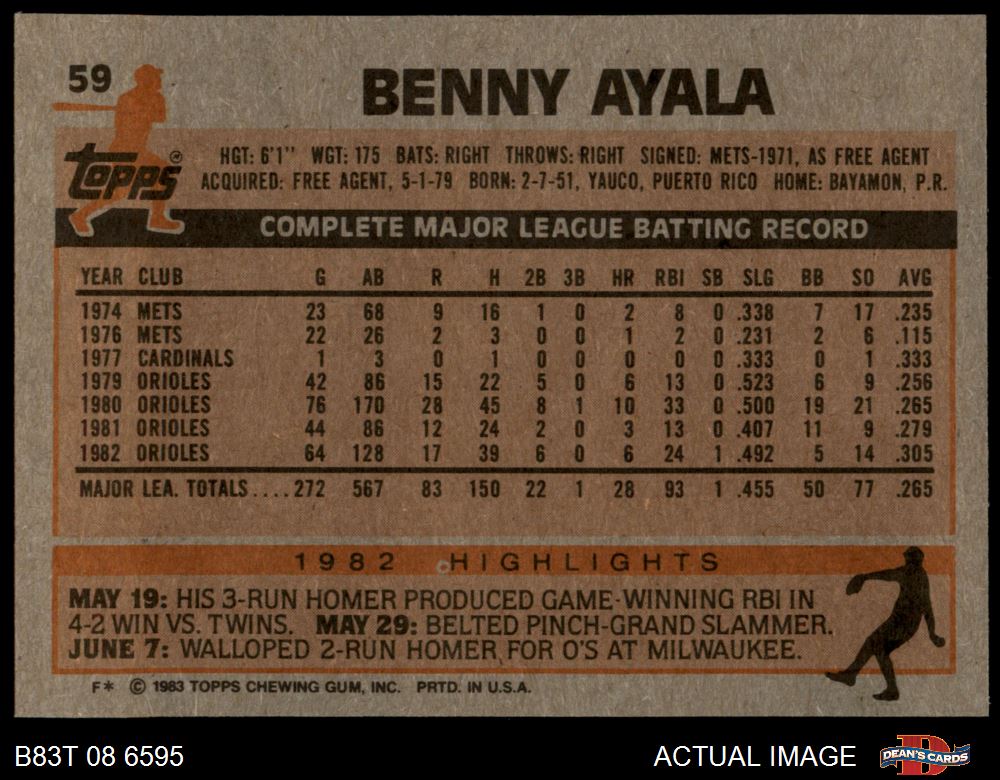 59
BENNY AYALA
Topps®
HGT: 6'1" WGT: 175 BATS: RIGHT THROWS: RIGHT SIGNED: METS-1971, AS FREE AGENT
ACQUIRED: FREE AGENT, 5-1-79 BORN: 2-7-51, YAUCO, PUERTO RICO HOME: BAYAMON, P.R.
COMPLETE MAJOR LEAGUE BATTING RECORD
YEAR CLUB G AB R H 2B 3B HR RBI SB SLG BB SO AVG
1974 METS 23 68 9 16 1 0 2 8 0 .338 7 17 .235
1976 METS 22 26 2 3 0 0 1 2 0 .231 2 6 .115
1977 CARDINALS 1 3 0 1 0 0 0 0 0 .333 0 1 .333
1979 ORIOLES 42 86 15 22 5 0 6 13 0 .523 6 9 .256
1980 ORIOLES 76 170 28 45 8 1 10 33 0 .500 19 21 .265
1981 ORIOLES 44 86 12 24 2 0 3 13 0 .407 11 9 .279
1982 ORIOLES 64 128 17 39 6 0 6 24 1 .492 5 14 .305
MAJOR LEA. TOTALS....272 567 83 150 22 1 28 93 1 .455 50 77 .265
1982 HIGHLIGHTS
MAY 19: HIS 3-RUN HOMER PRODUCED GAME-WINNING RBI IN
4-2 WIN VS. TWINS. MAY 29: BELTED PINCH-GRAND SLAMMER.
JUNE 7: WALLOPED 2-RUN HOMER FOR O'S AT MILWAUKEE.
F* © 1983 TOPPS CHEWING GUM, INC. PRTD. IN U.S.A.
B83T 08 6595
ACTUAL IMAGE
DEAN'S CARDS